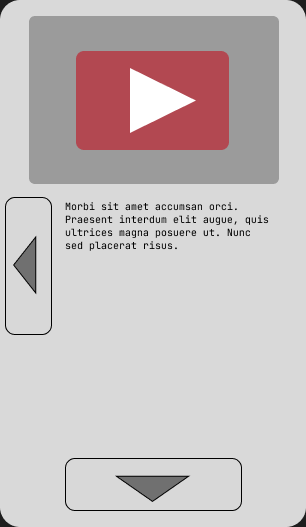 Morbi sit amet accumsan orci.
Praesent interdum elit augue, quis
ultrices magna posuere ut. Nunc
sed placerat risus.